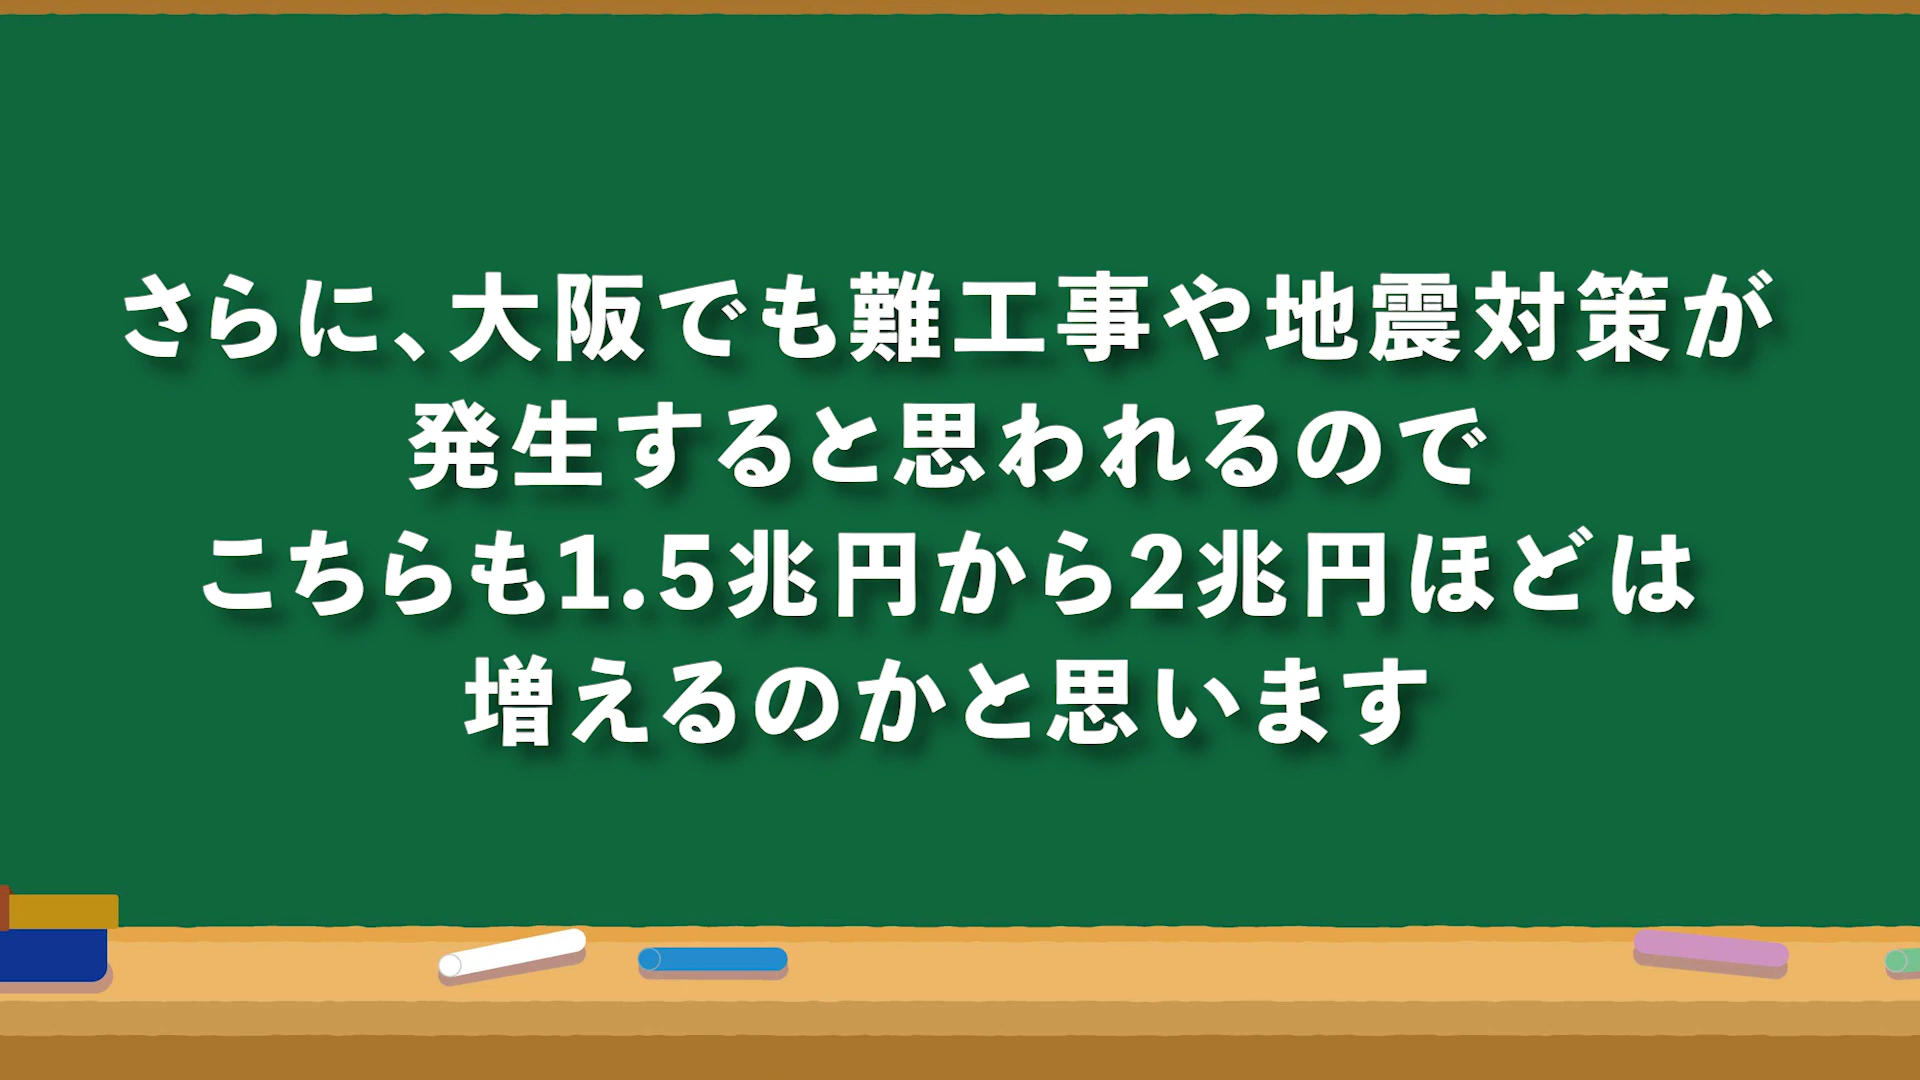 さらに、大阪でも難工事や地震対策が
発生すると思われるので
こちらも1.5兆円から2兆円ほどは
増えるのかと思います